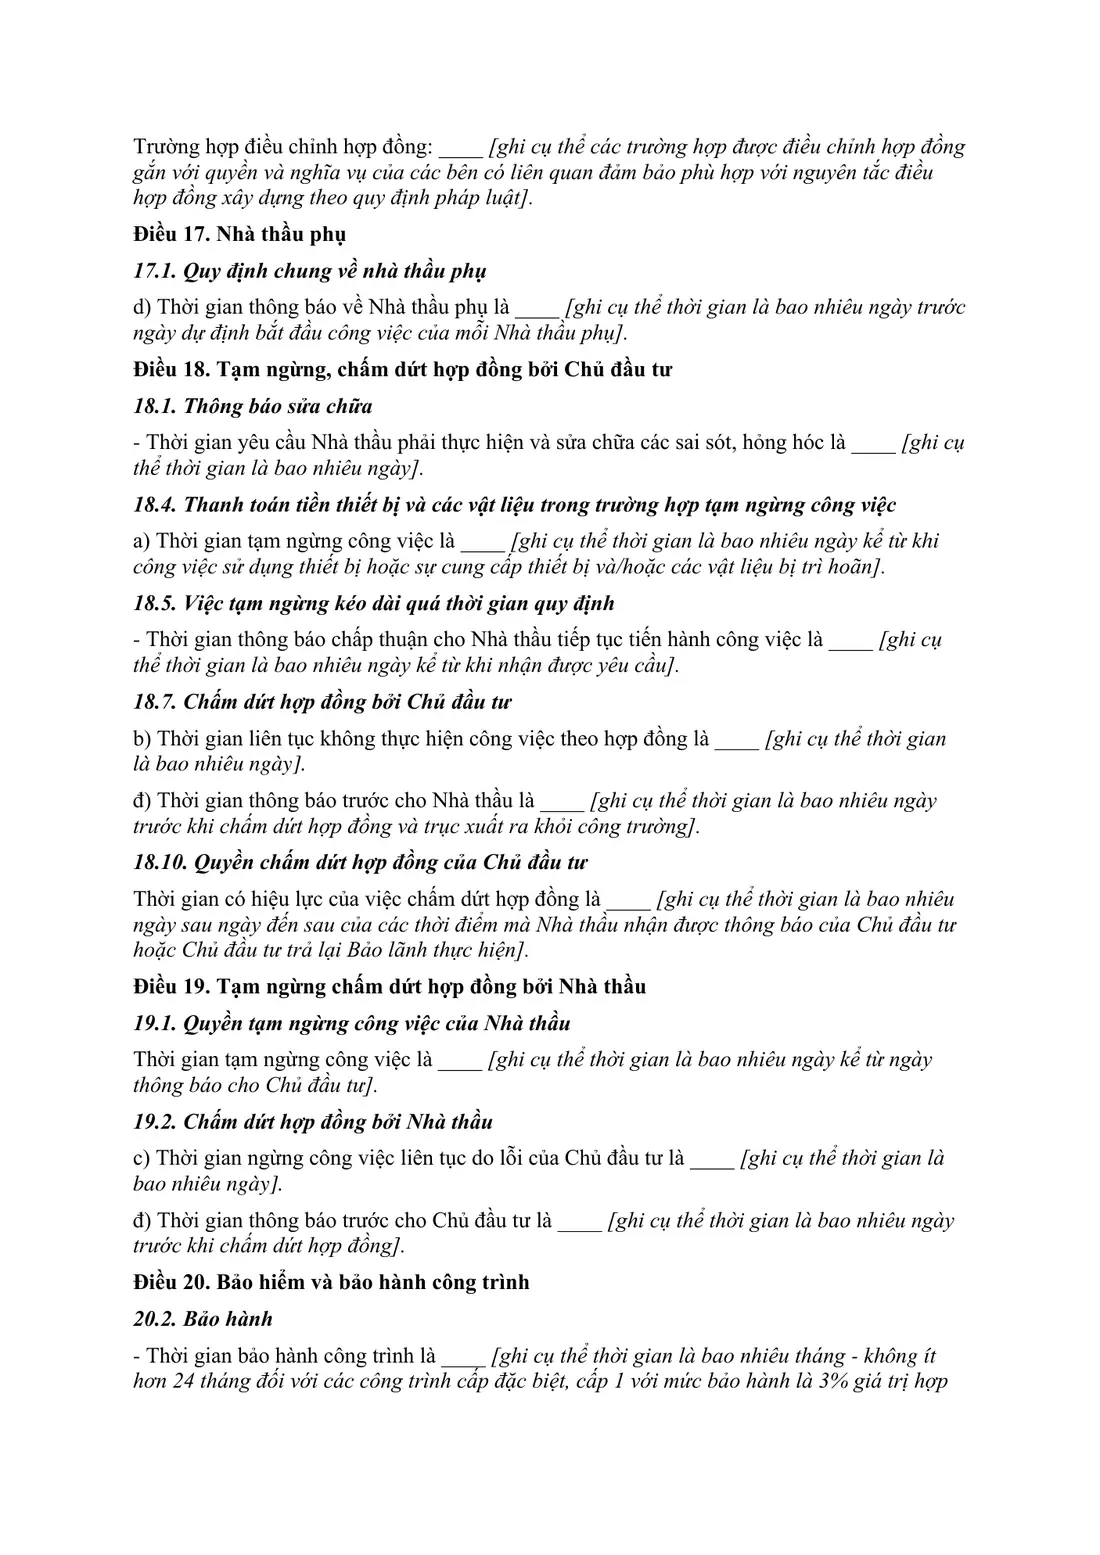 Trường hợp điều chỉnh hợp đồng: ____ [ghi cụ thể các trường hợp được điều chỉnh hợp đồng
gắn với quyền và nghĩa vụ của các bên có liên quan đảm bảo phù hợp với nguyên tắc điều
hợp đồng xây dựng theo quy định pháp luật].
Điều 17. Nhà thầu phụ
17.1. Quy định chung về nhà thầu phụ
d) Thời gian thông báo về Nhà thầu phụ là ____ [ghi cụ thể thời gian là bao nhiêu ngày trước
ngày dự định bắt đầu công việc của mỗi Nhà thầu phụ].
Điều 18. Tạm ngừng, chấm dứt hợp đồng bởi Chủ đầu tư
18.1. Thông báo sửa chữa
- Thời gian yêu cầu Nhà thầu phải thực hiện và sửa chữa các sai sót, hỏng hóc là ____ [ghi cụ
thể thời gian là bao nhiêu ngày].
18.4. Thanh toán tiền thiết bị và các vật liệu trong trường hợp tạm ngừng công việc
a) Thời gian tạm ngừng công việc là ____ [ghi cụ thể thời gian là bao nhiêu ngày kể từ khi
công việc sử dụng thiết bị hoặc sự cung cấp thiết bị và/hoặc các vật liệu bị trì hoãn].
18.5. Việc tạm ngừng kéo dài quá thời gian quy định
- Thời gian thông báo chấp thuận cho Nhà thầu tiếp tục tiến hành công việc là ____ [ghi cụ
thể thời gian là bao nhiêu ngày kể từ khi nhận được yêu cầu].
18.7. Chấm dứt hợp đồng bởi Chủ đầu tư
b) Thời gian liên tục không thực hiện công việc theo hợp đồng là ____ [ghi cụ thể thời gian
là bao nhiêu ngày].
đ) Thời gian thông báo trước cho Nhà thầu là ____ [ghi cụ thể thời gian là bao nhiêu ngày
trước khi chấm dứt hợp đồng và trục xuất ra khỏi công trường].
18.10. Quyền chấm dứt hợp đồng của Chủ đầu tư
Thời gian có hiệu lực của việc chấm dứt hợp đồng là ____ [ghi cụ thể thời gian là bao nhiêu
ngày sau ngày đến sau của các thời điểm mà Nhà thầu nhận được thông báo của Chủ đầu tư
hoặc Chủ đầu tư trả lại Bảo lãnh thực hiện].
Điều 19. Tạm ngừng chấm dứt hợp đồng bởi Nhà thầu
19.1. Quyền tạm ngừng công việc của Nhà thầu
Thời gian tạm ngừng công việc là ____ [ghi cụ thể thời gian là bao nhiêu ngày kể từ ngày
thông báo cho Chủ đầu tư].
19.2. Chấm dứt hợp đồng bởi Nhà thầu
c) Thời gian ngừng công việc liên tục do lỗi của Chủ đầu tư là ____ [ghi cụ thể thời gian là
bao nhiêu ngày].
đ) Thời gian thông báo trước cho Chủ đầu tư là ____ [ghi cụ thể thời gian là bao nhiêu ngày
trước khi chấm dứt hợp đồng].
Điều 20. Bảo hiểm và bảo hành công trình
20.2. Bảo hành
- Thời gian bảo hành công trình là ____ [ghi cụ thể thời gian là bao nhiêu tháng - không ít
hơn 24 tháng đối với các công trình cấp đặc biệt, cấp 1 với mức bảo hành là 3% giá trị hợp